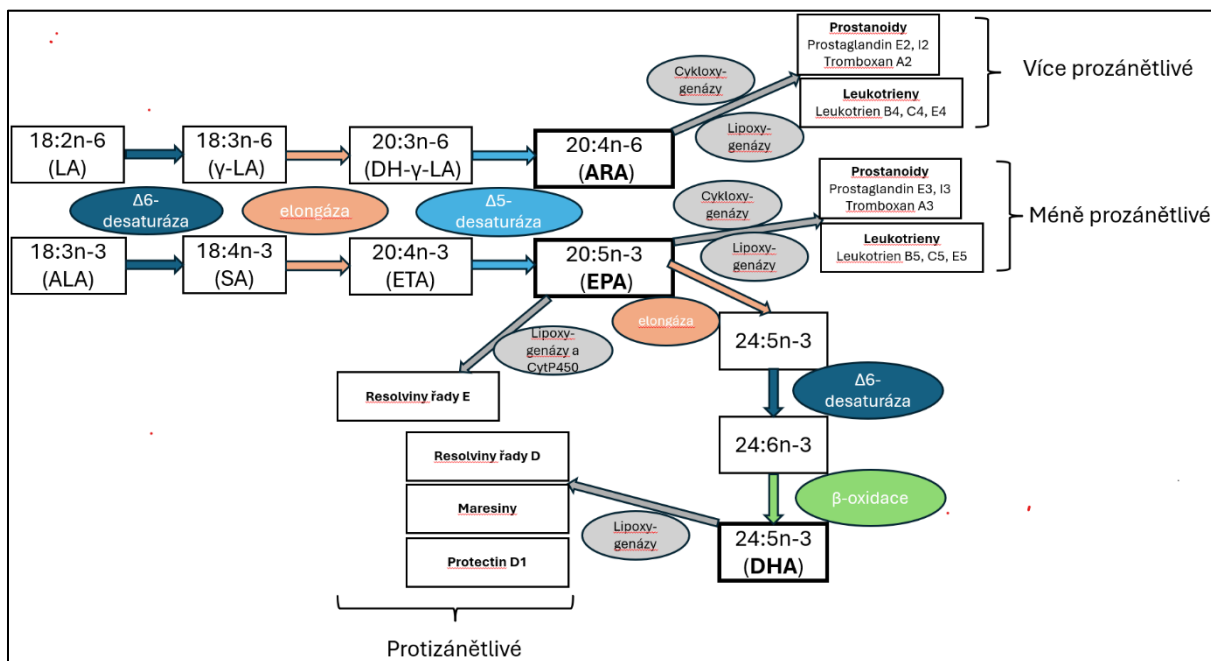 Prostanoidy
Prostaglandin E2, I2
Tromboxan A2
Více prozánětlivé
Leukotrieny
Leukotrien B4, C4, E4
Cykloxy-
genázy
Lipoxy-
genázy
18:2n-6
(LA)
18:3n-6
(γ-LA)
20:3n-6
(DH-γ-LA)
20:4n-6
(ARA)
Δ6-
desaturáza
elongáza
Δ5-
desaturáza
Cykloxy-
genázy
Lipoxy-
genázy
Prostanoidy
Prostaglandin E3, I3
Tromboxan A3
Méně prozánětlivé
Leukotrieny
Leukotrien B5, C5, E5
18:3n-3
(ALA)
18:4n-3
(SA)
20:4n-3
(ETA)
20:5n-3
(EPA)
elongáza
Lipoxy-
genázy a
CytP450
24:5n-3
Δ6-
desaturáza
Resolviny řady E
24:6n-3
Resolviny řady D
β-oxidace
Maresiny
Lipoxy-
genázy
24:5n-3
(DHA)
Protectin D1
Protizánětlivé